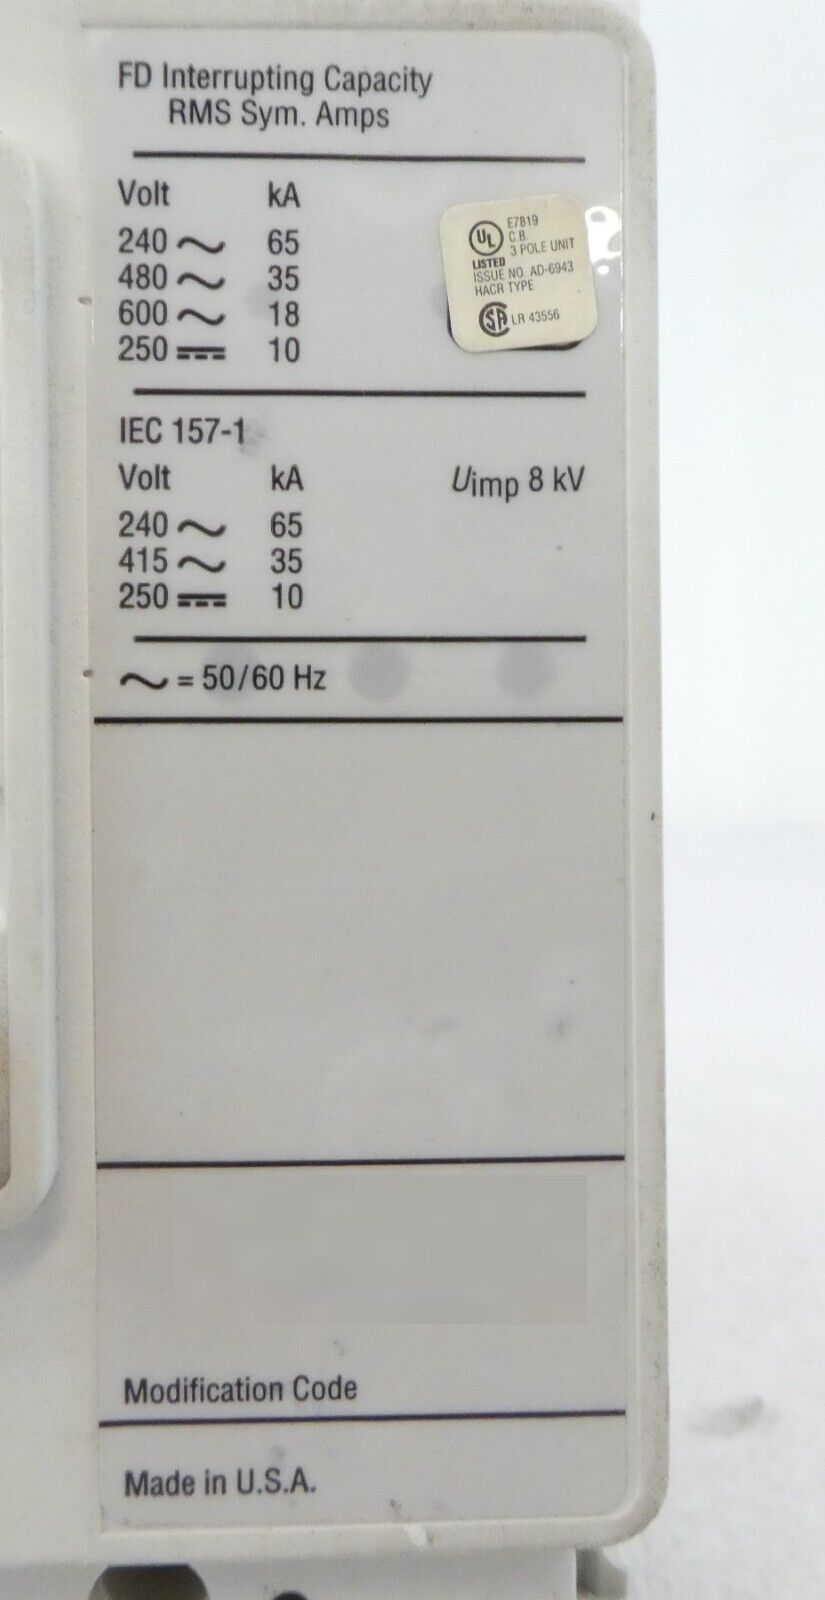 FD Interrupting Capacity
RMS Sym. Amps
Volt kA
240 ~ 65
480 ~ 35
600 ~ 18
250 ⎓ 10
UL
LISTED
E7819
C.B.
3 POLE UNIT
ISSUE NO. AD-6943
HACR TYPE
SA LR 43556
IEC 157-1
Volt kA Uimp 8 kV
240 ~ 65
415 ~ 35
250 ⎓ 10
~ = 50/60 Hz
Modification Code
Made in U.S.A.